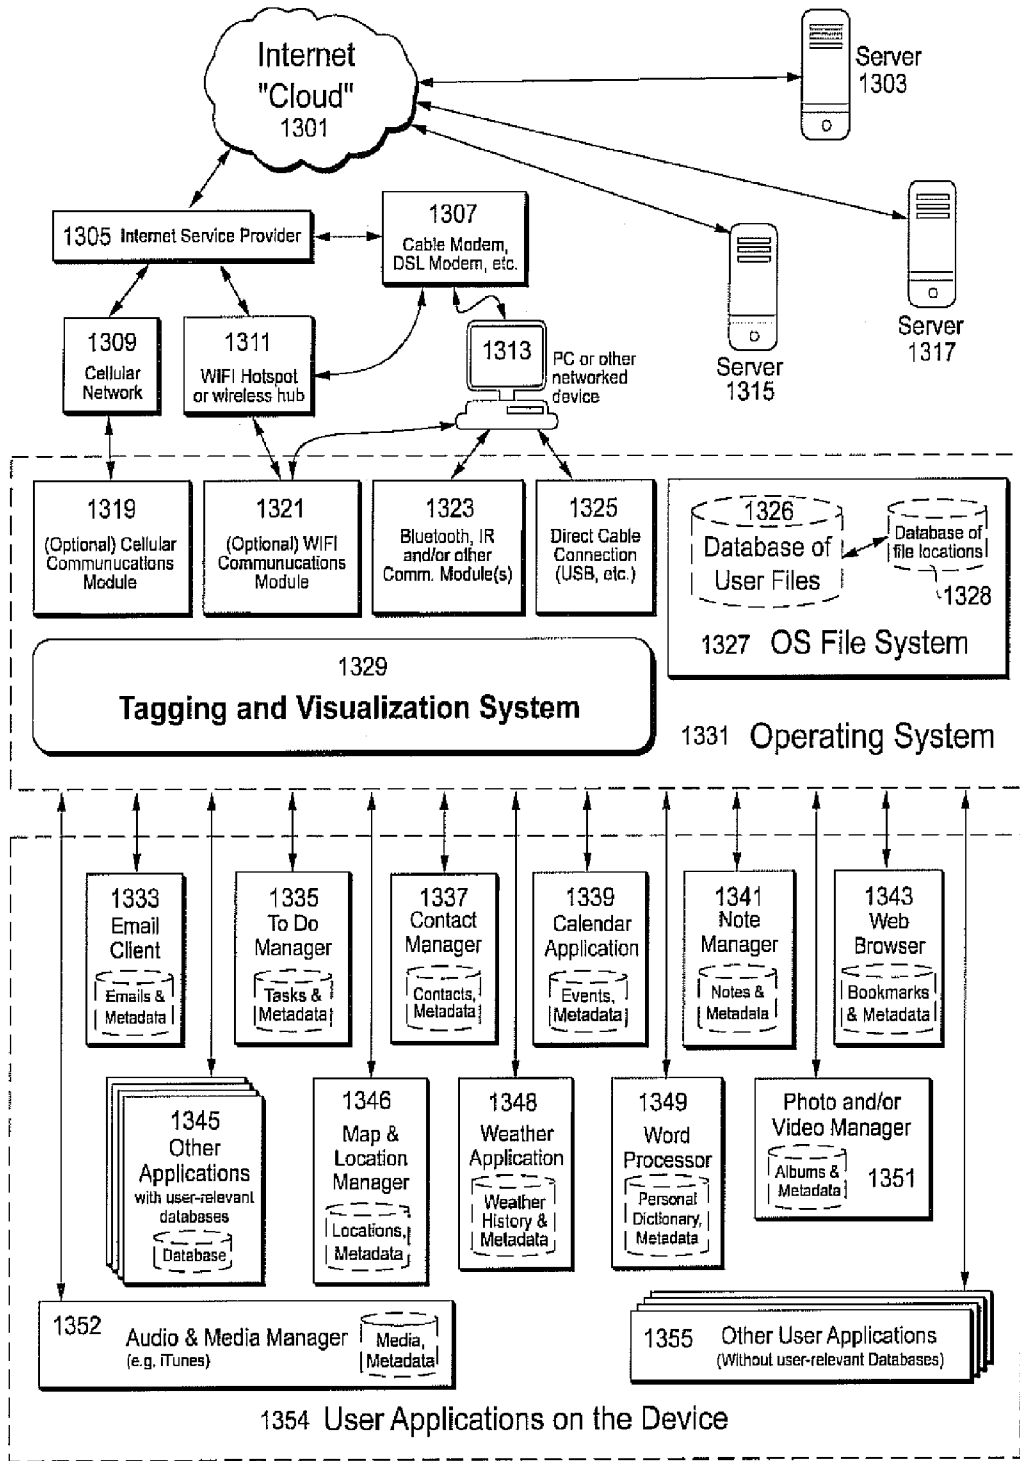 Internet
"Cloud"
1301
Server
1303
Server
1317
Server
1315
1305 Internet Service Provider
1307
Cable Modem,
DSL Modem, etc.
1309
Cellular
Network
1311
WiFI Hotspot
or wireless hub
1313
PC or other
networked
device
1319
(Optional) Cellular
Communucations
Module
1321
(Optional) WIFI
Communucations
Module
1323
Bluetooth, IR
and/or other
Comm. Module(s)
1325
Direct Cable
Connection
(USB, etc.)
1326
Database of
User Files
Database of
file locations
1328
1327 OS File System
1329
Tagging and Visualization System
1331 Operating System
1333
Email
Client
Emails &
Metadata
1335
To Do
Manager
Tasks &
Metadata
1337
Contact
Manager
Contacts,
Metadata
1339
Calendar
Application
Events,
Metadata
1341
Note
Manager
Notes &
Metadata
1343
Web
Browser
Bookmarks
& Metadata
1345
Other
Applications
with user-relevant
databases
Database
1346
Map &
Location
Manager
Locations,
Metadata
1348
Weather
Application
Weather
History &
Metadata
1349
Word
Processor
Personal
Dictionary,
Metadata
Photo and/or
Video Manager
Albums &
Metadata
1351
1352
Audio & Media Manager
(e.g, iTunes)
Media,
Metadata
1355
Other User Applications
(Without user-relevant Databases)
1354 User Applications on the Device